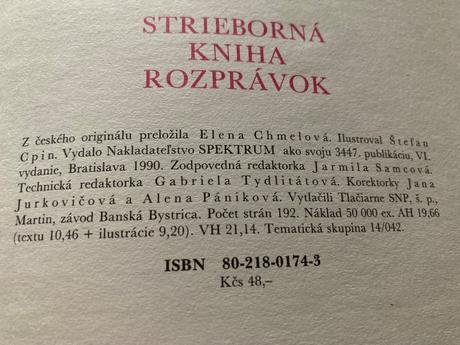 STRIEBORNÁ
KNIHA
ROZPRÁVOK
Z českého originálu preložila Elena Chmelová. Ilustroval Štefan
Cpin. Vydalo Nakladateľstvo SPEKTRUM ako svoju 3447. publikáciu, VI.
vydanie, Bratislava 1990. Zodpovedná redaktorka Jarmila Samcová.
Technická redaktorka Gabriela Tydlitátová. Korektorky Jana
Jurkovičová a Alena Pániková. Vytlačili Tlačiarne SNP, š. p.,
Martin, závod Banská Bystrica. Počet strán 192. Náklad 50 000 ex. AH 19,66
(textu 10,46 + ilustrácie 9,20). VH 21,14. Tematická skupina 14/042.
ISBN 80-218-0174-3
Kčs 48,–